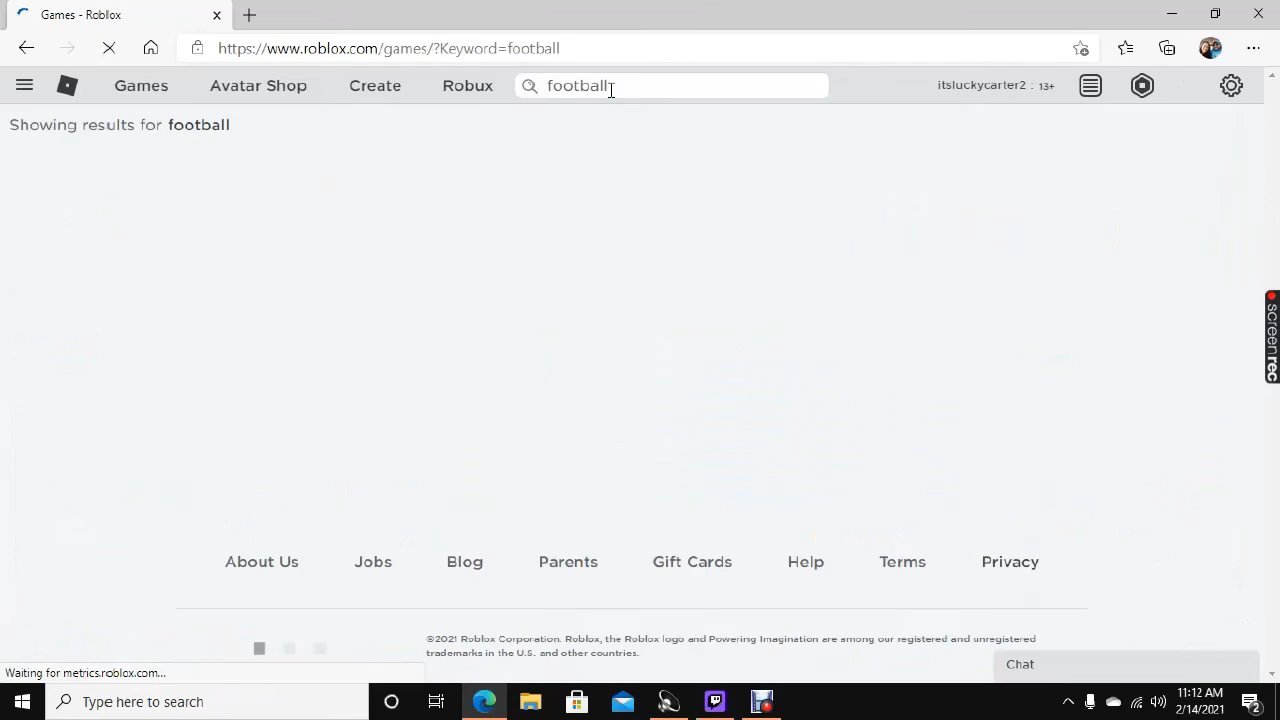 Games - Roblox
https://www.roblox.com/games/?Keyword=football
Games Avatar Shop Create Robux football itsluckycarter2 : 13+
Showing results for football
screenrec
About Us Jobs Blog Parents Gift Cards Help Terms Privacy
©2021 Roblox Corporation. Roblox, the Roblox logo and Powering Imagination are among our registered and unregistered
trademarks in the U.S. and other countries.
Chat
Waiting for metrics.roblox.com...
Type here to search
11:12 AM
2/14/2021
2